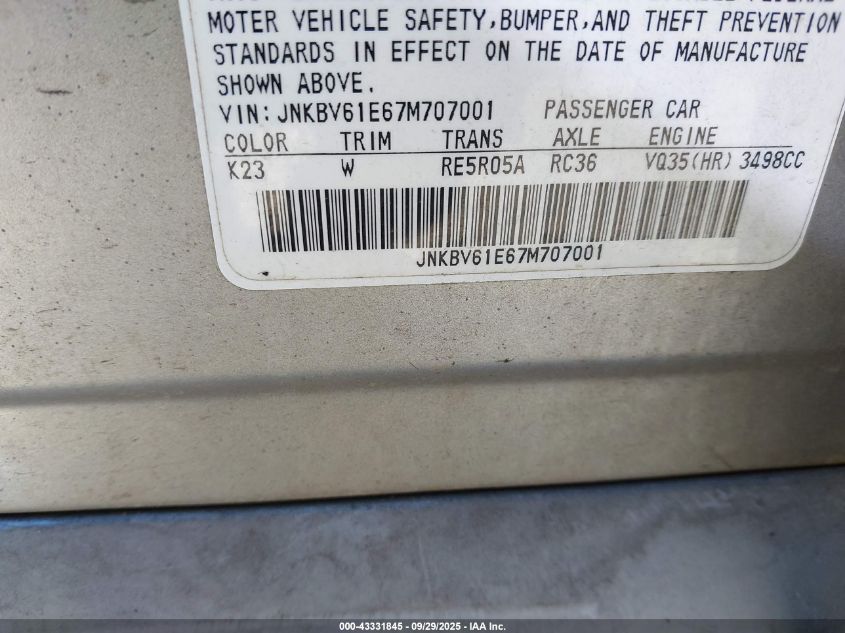 MOTER VEHICLE SAFETY,BUMPER,AND THEFT PREVENTION
STANDARDS IN EFFECT ON THE DATE OF MANUFACTURE
SHOWN ABOVE.
VIN:JNKBV61E67M707001 PASSENGER CAR
COLOR TRIM TRANS AXLE ENGINE
K23 W RE5R05A RC36 VQ35(HR) 3498CC
JNKBV61E67M707001
000-43331845 - 09/29/2025 - IAA Inc.